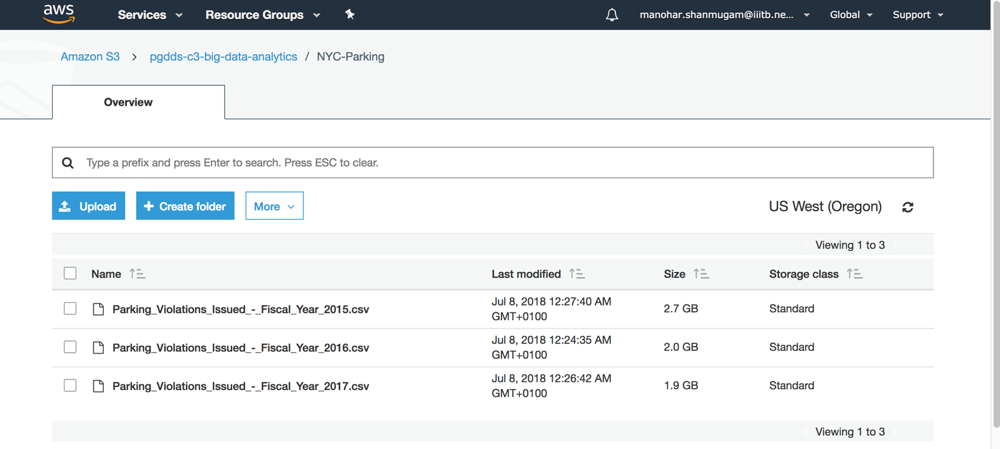 aws Services Resource Groups manohar.shanmugam@iiitb.ne... Global Support
Amazon S3 > pgdds-c3-big-data-analytics / NYC-Parking
Overview
Type a prefix and press Enter to search. Press ESC to clear.
Upload + Create folder More US West (Oregon)
Viewing 1 to 3
Name Last modified Size Storage class
Parking_Violations_Issued_-_Fiscal_Year_2015.csv Jul 8, 2018 12:27:40 AM 2.7 GB Standard
GMT+0100
Parking_Violations_Issued_-_Fiscal_Year_2016.csv Jul 8, 2018 12:24:35 AM 2.0 GB Standard
GMT+0100
Parking_Violations_Issued_-_Fiscal_Year_2017.csv Jul 8, 2018 12:26:42 AM 1.9 GB Standard
GMT+0100
Viewing 1 to 3